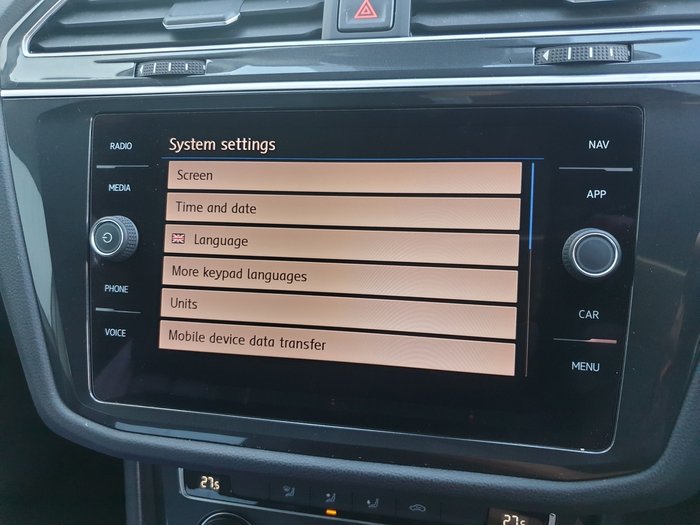 RADIO
MEDIA
PHONE
VOICE
System settings
Screen
Time and date
Language
More keypad languages
Units
Mobile device data transfer
NAV
APP
CAR
MENU
27.5
27.5